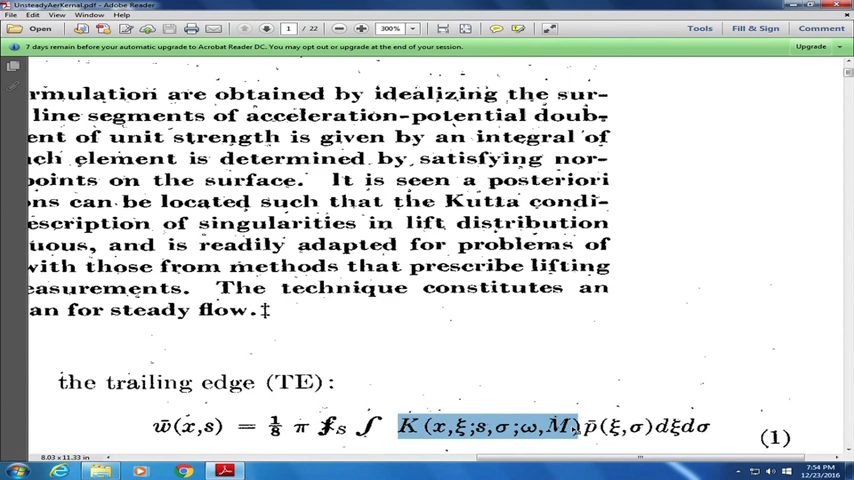 UnsteadyAerKernal.pdf - Adobe Reader
File Edit View Window Help
Open 1 / 22 300% Tools Fill & Sign Comment
7 days remain before your automatic upgrade to Acrobat Reader DC. You may opt out or upgrade at the end of your session. Upgrade
rmulation are obtained by idealizing the sur-
line segments of acceleration-potential doub-
ent of unit strength is given by an integral of
ach element is determined by satisfying nor-
points on the surface. It is seen a posteriori
ons can be located such that the Kutta condi-
escription of singularities in lift distribution
uous, and is readily adapted for problems of
with those from methods that prescribe lifting
easurements. The technique constitutes an
an for steady flow.‡
the trailing edge (TE):
w̄(x,s) = 1/8 π ∮S ∫ K(x,ξ;s,σ;ω,M)p̄(ξ,σ)dξdσ (1)
8.03 x 11.33 in
7:54 PM
12/23/2016